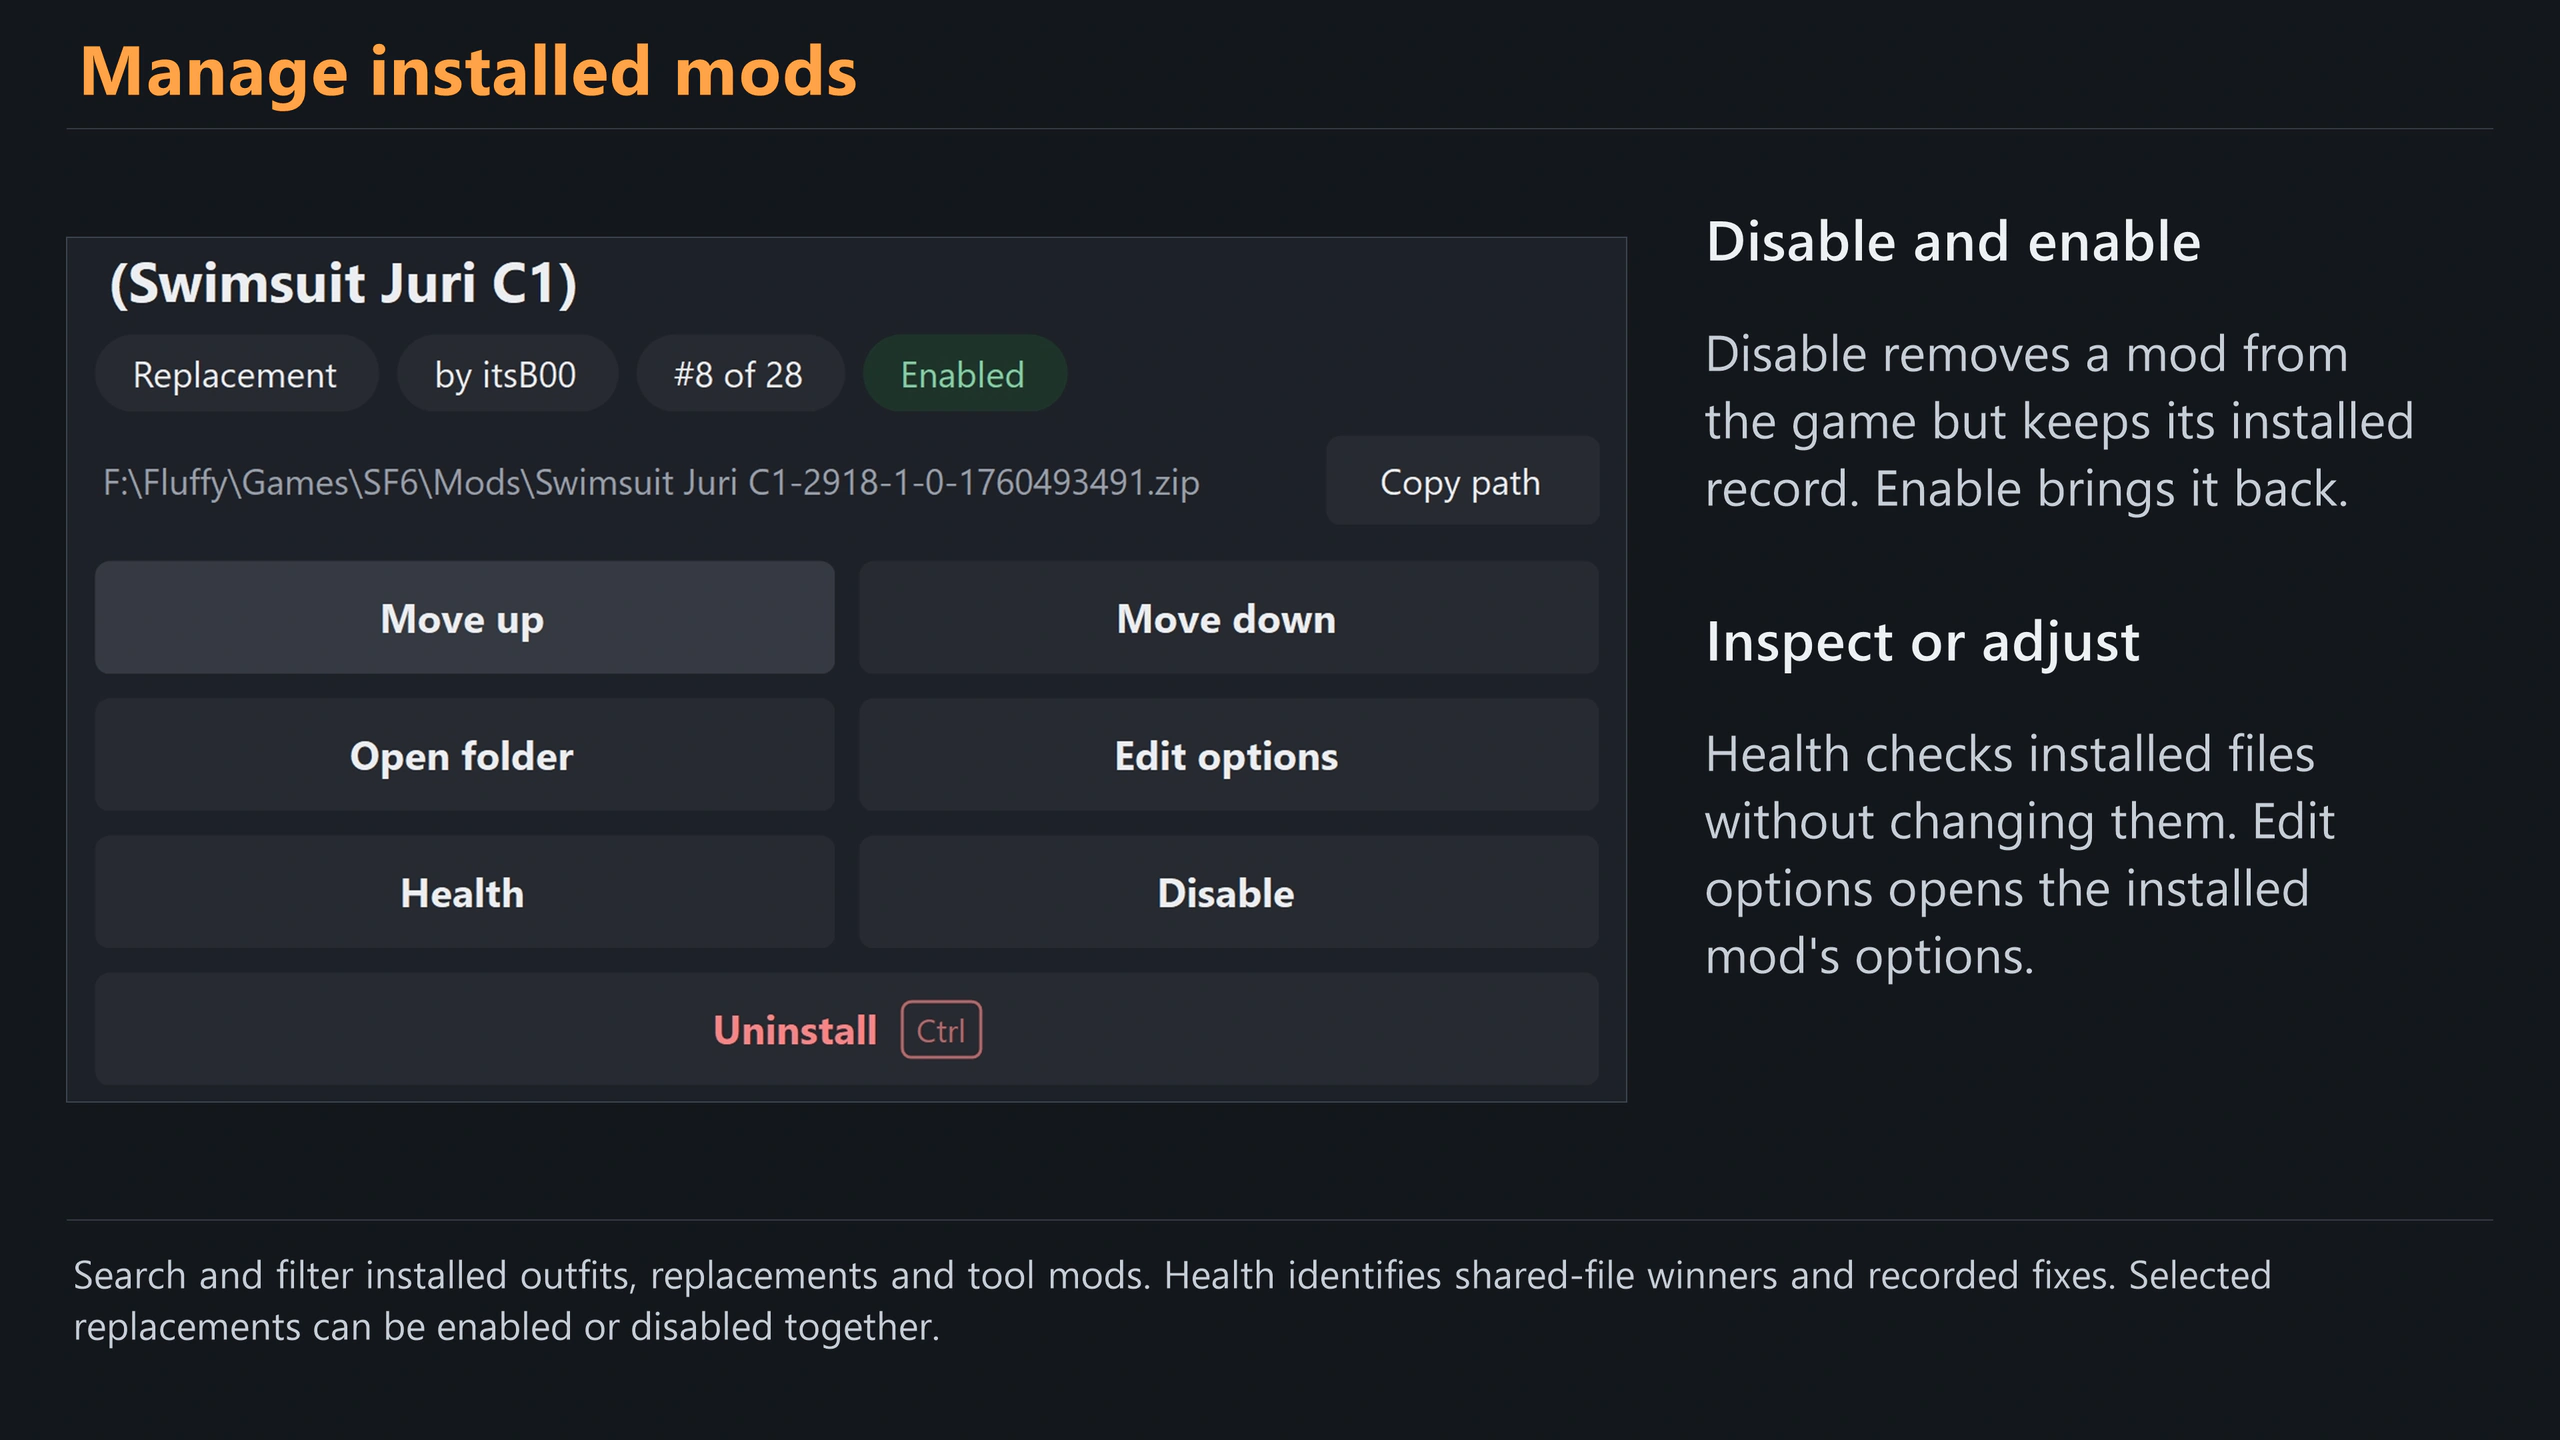 Manage installed mods
(Swimsuit Juri C1)
Replacement by itsB00 #8 of 28 Enabled
F:\Fluffy\Games\SF6\Mods\Swimsuit Juri C1-2918-1-0-1760493491.zip Copy path
Move up Move down
Open folder Edit options
Health Disable
Uninstall Ctrl
Disable and enable
Disable removes a mod from
the game but keeps its installed
record. Enable brings it back.
Inspect or adjust
Health checks installed files
without changing them. Edit
options opens the installed
mod's options.
Search and filter installed outfits, replacements and tool mods. Health identifies shared-file winners and recorded fixes. Selected
replacements can be enabled or disabled together.